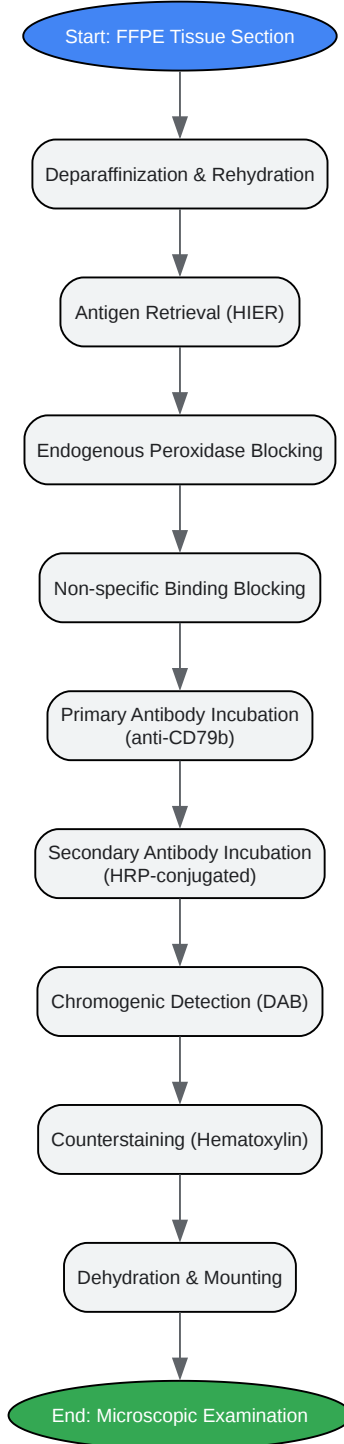 Start: FFPE Tissue Section
Deparaffinization & Rehydration
Antigen Retrieval (HIER)
Endogenous Peroxidase Blocking
Non-specific Binding Blocking
Primary Antibody Incubation
(anti-CD79b)
Secondary Antibody Incubation
(HRP-conjugated)
Chromogenic Detection (DAB)
Counterstaining (Hematoxylin)
Dehydration & Mounting
End: Microscopic Examination